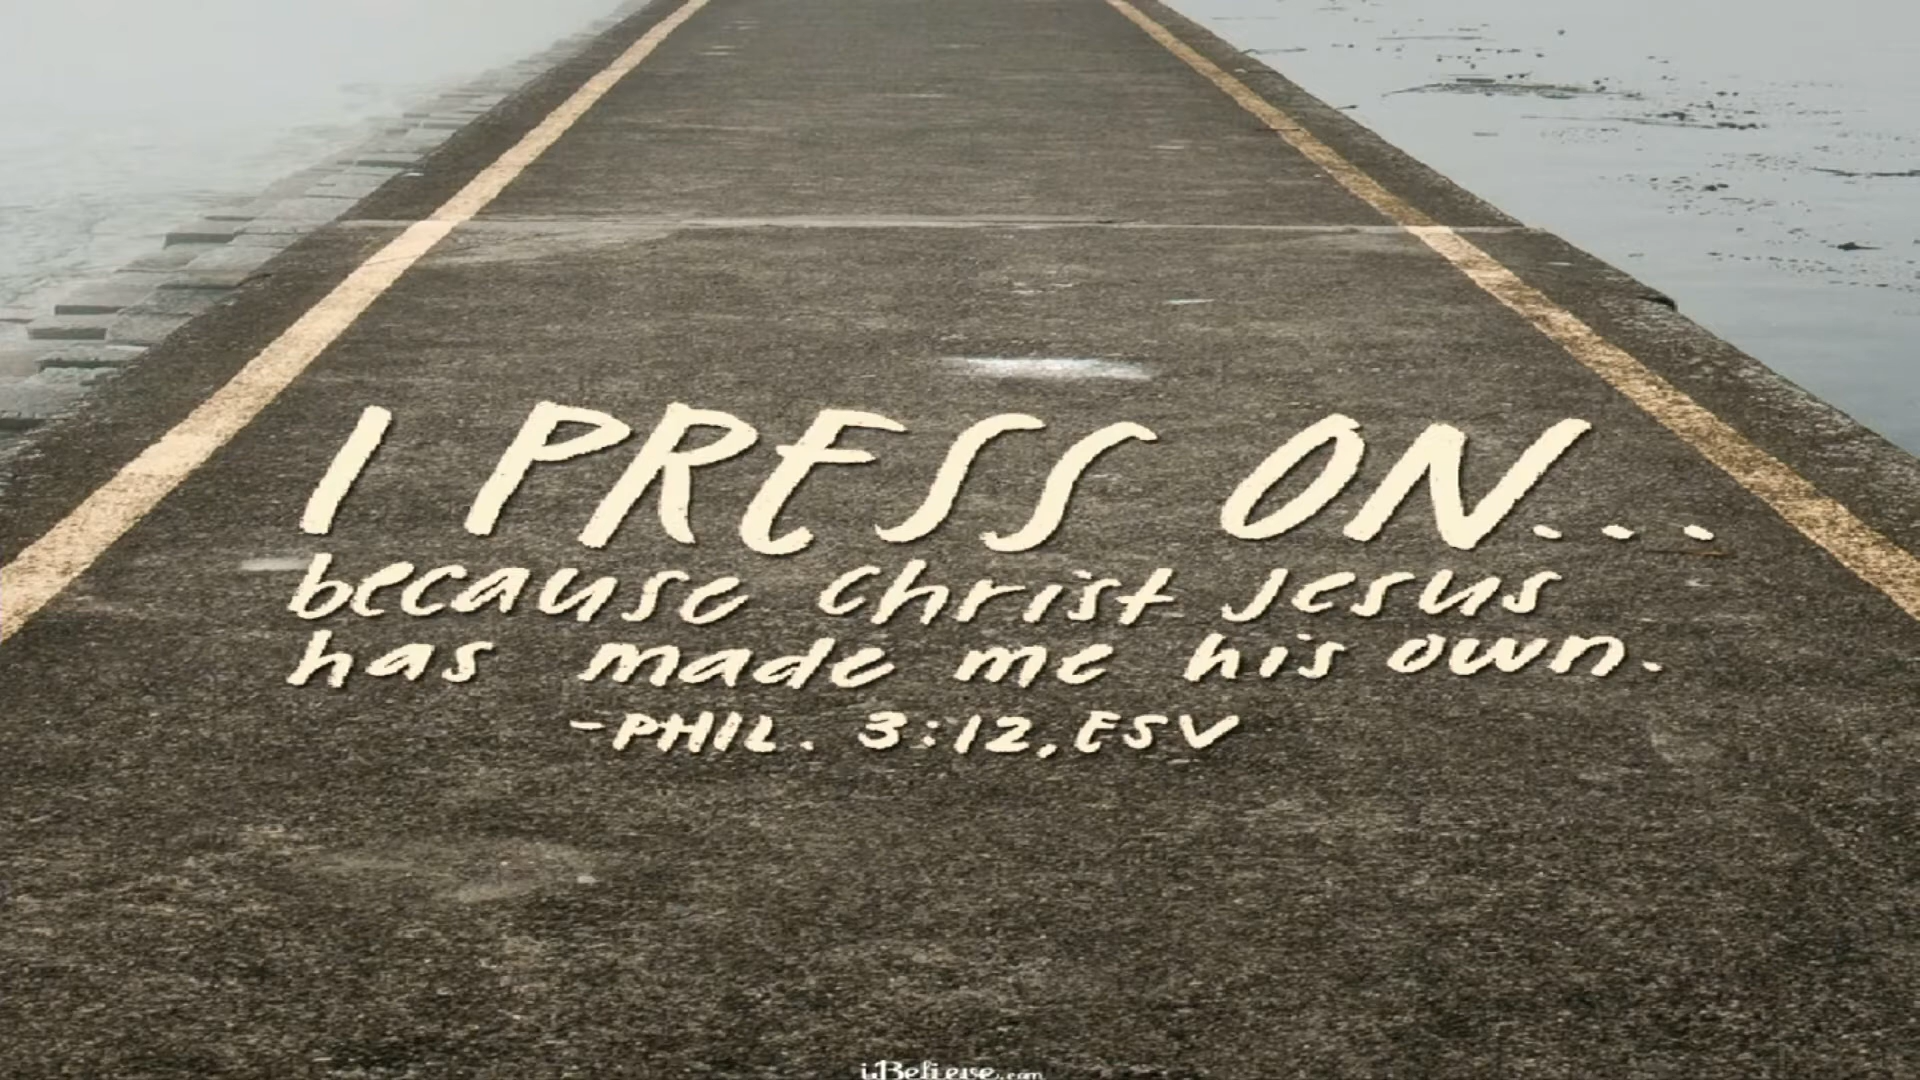 I PRESS ON...
because Christ Jesus
has made me his own.
-PHIL. 3:12, ESV
iBelieve.com